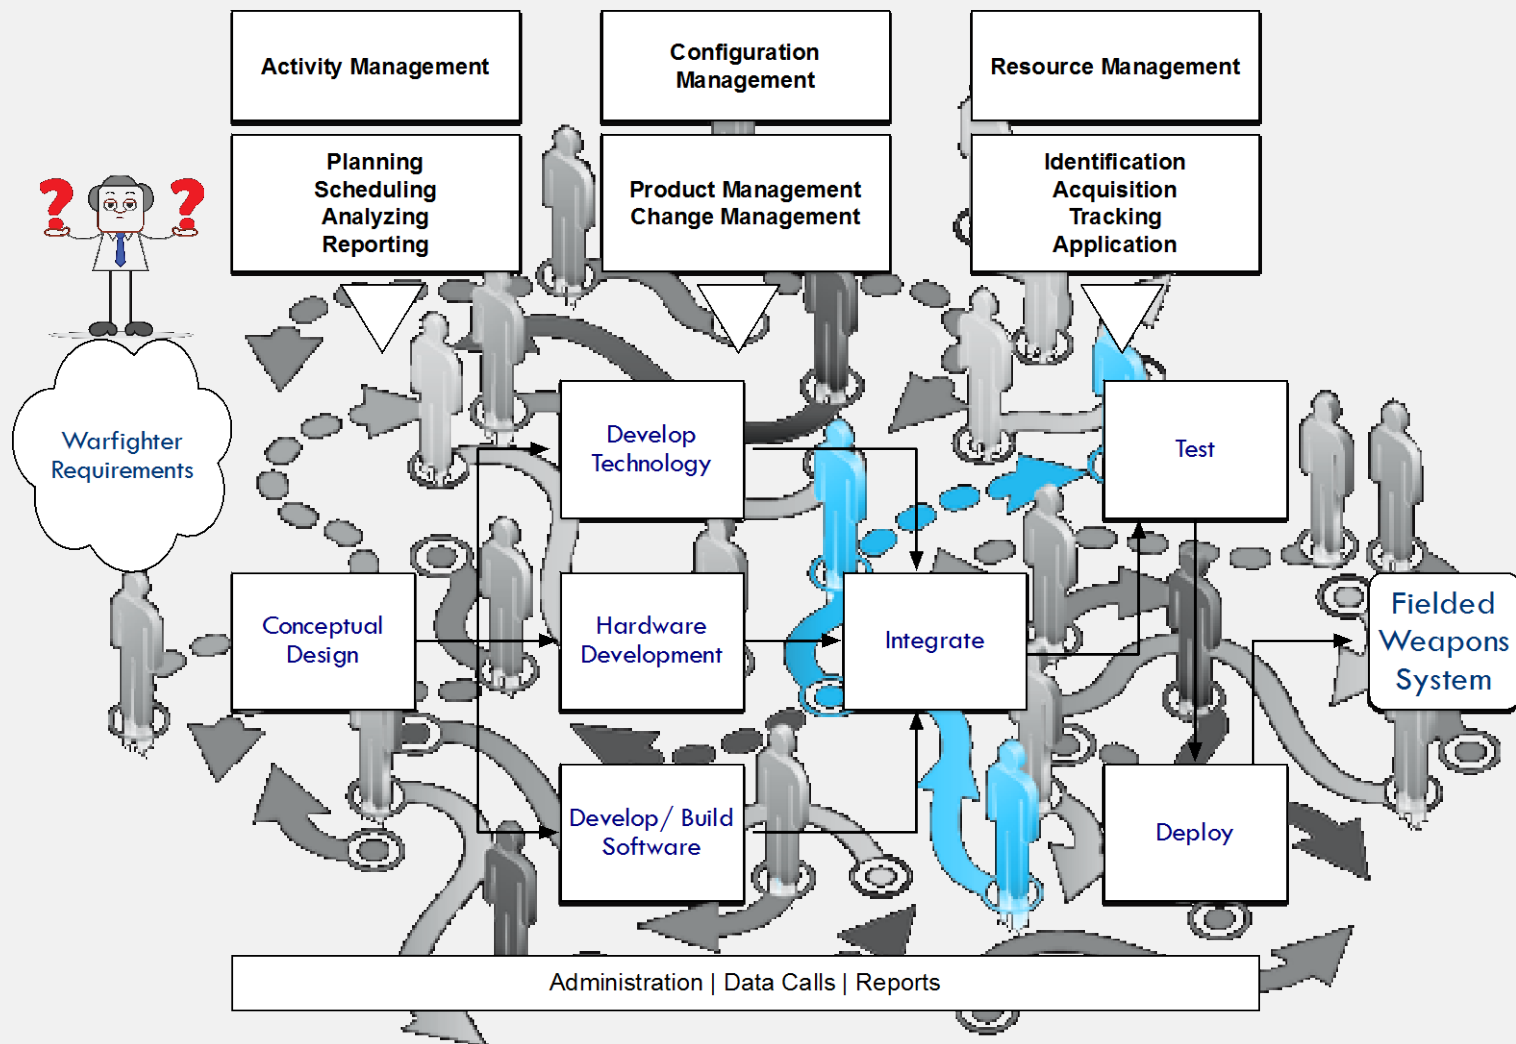 Activity Management
Configuration
Management
Resource Management
Planning
Scheduling
Analyzing
Reporting
Product Management
Change Management
Identification
Acquisition
Tracking
Application
? ?
Warfighter
Requirements
Develop
Technology
Test
Conceptual
Design
Hardware
Development
Integrate
Fielded
Weapons
System
Develop/ Build
Software
Deploy
Administration | Data Calls | Reports